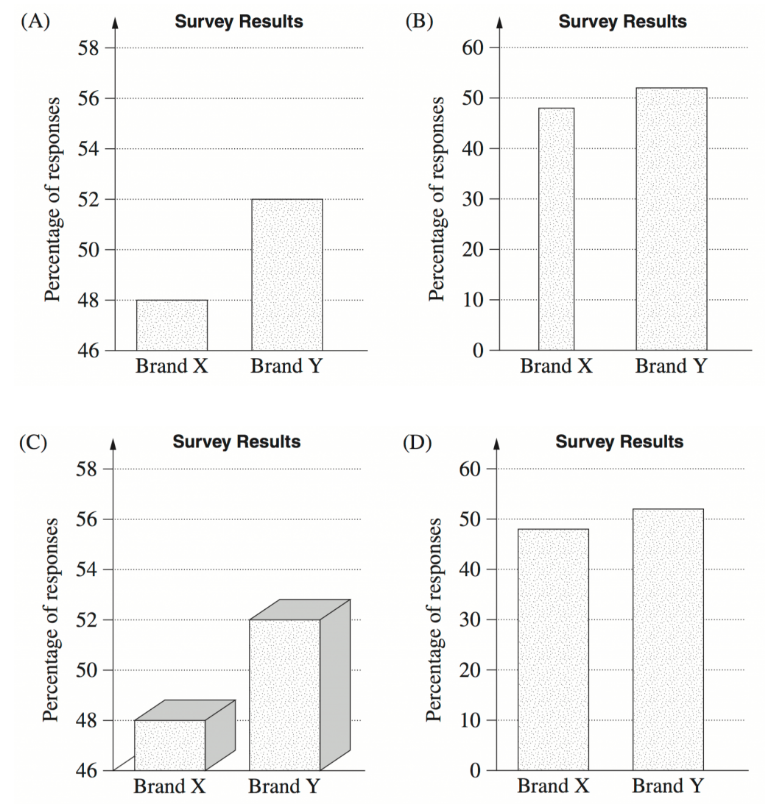 (A)
Survey Results
Percentage of responses
58
56
54
52
50
48
46
Brand X Brand Y
(B)
Survey Results
Percentage of responses
60
50
40
30
20
10
0
Brand X Brand Y
(C)
Survey Results
Percentage of responses
58
56
54
52
50
48
46
Brand X Brand Y
(D)
Survey Results
Percentage of responses
60
50
40
30
20
10
0
Brand X Brand Y